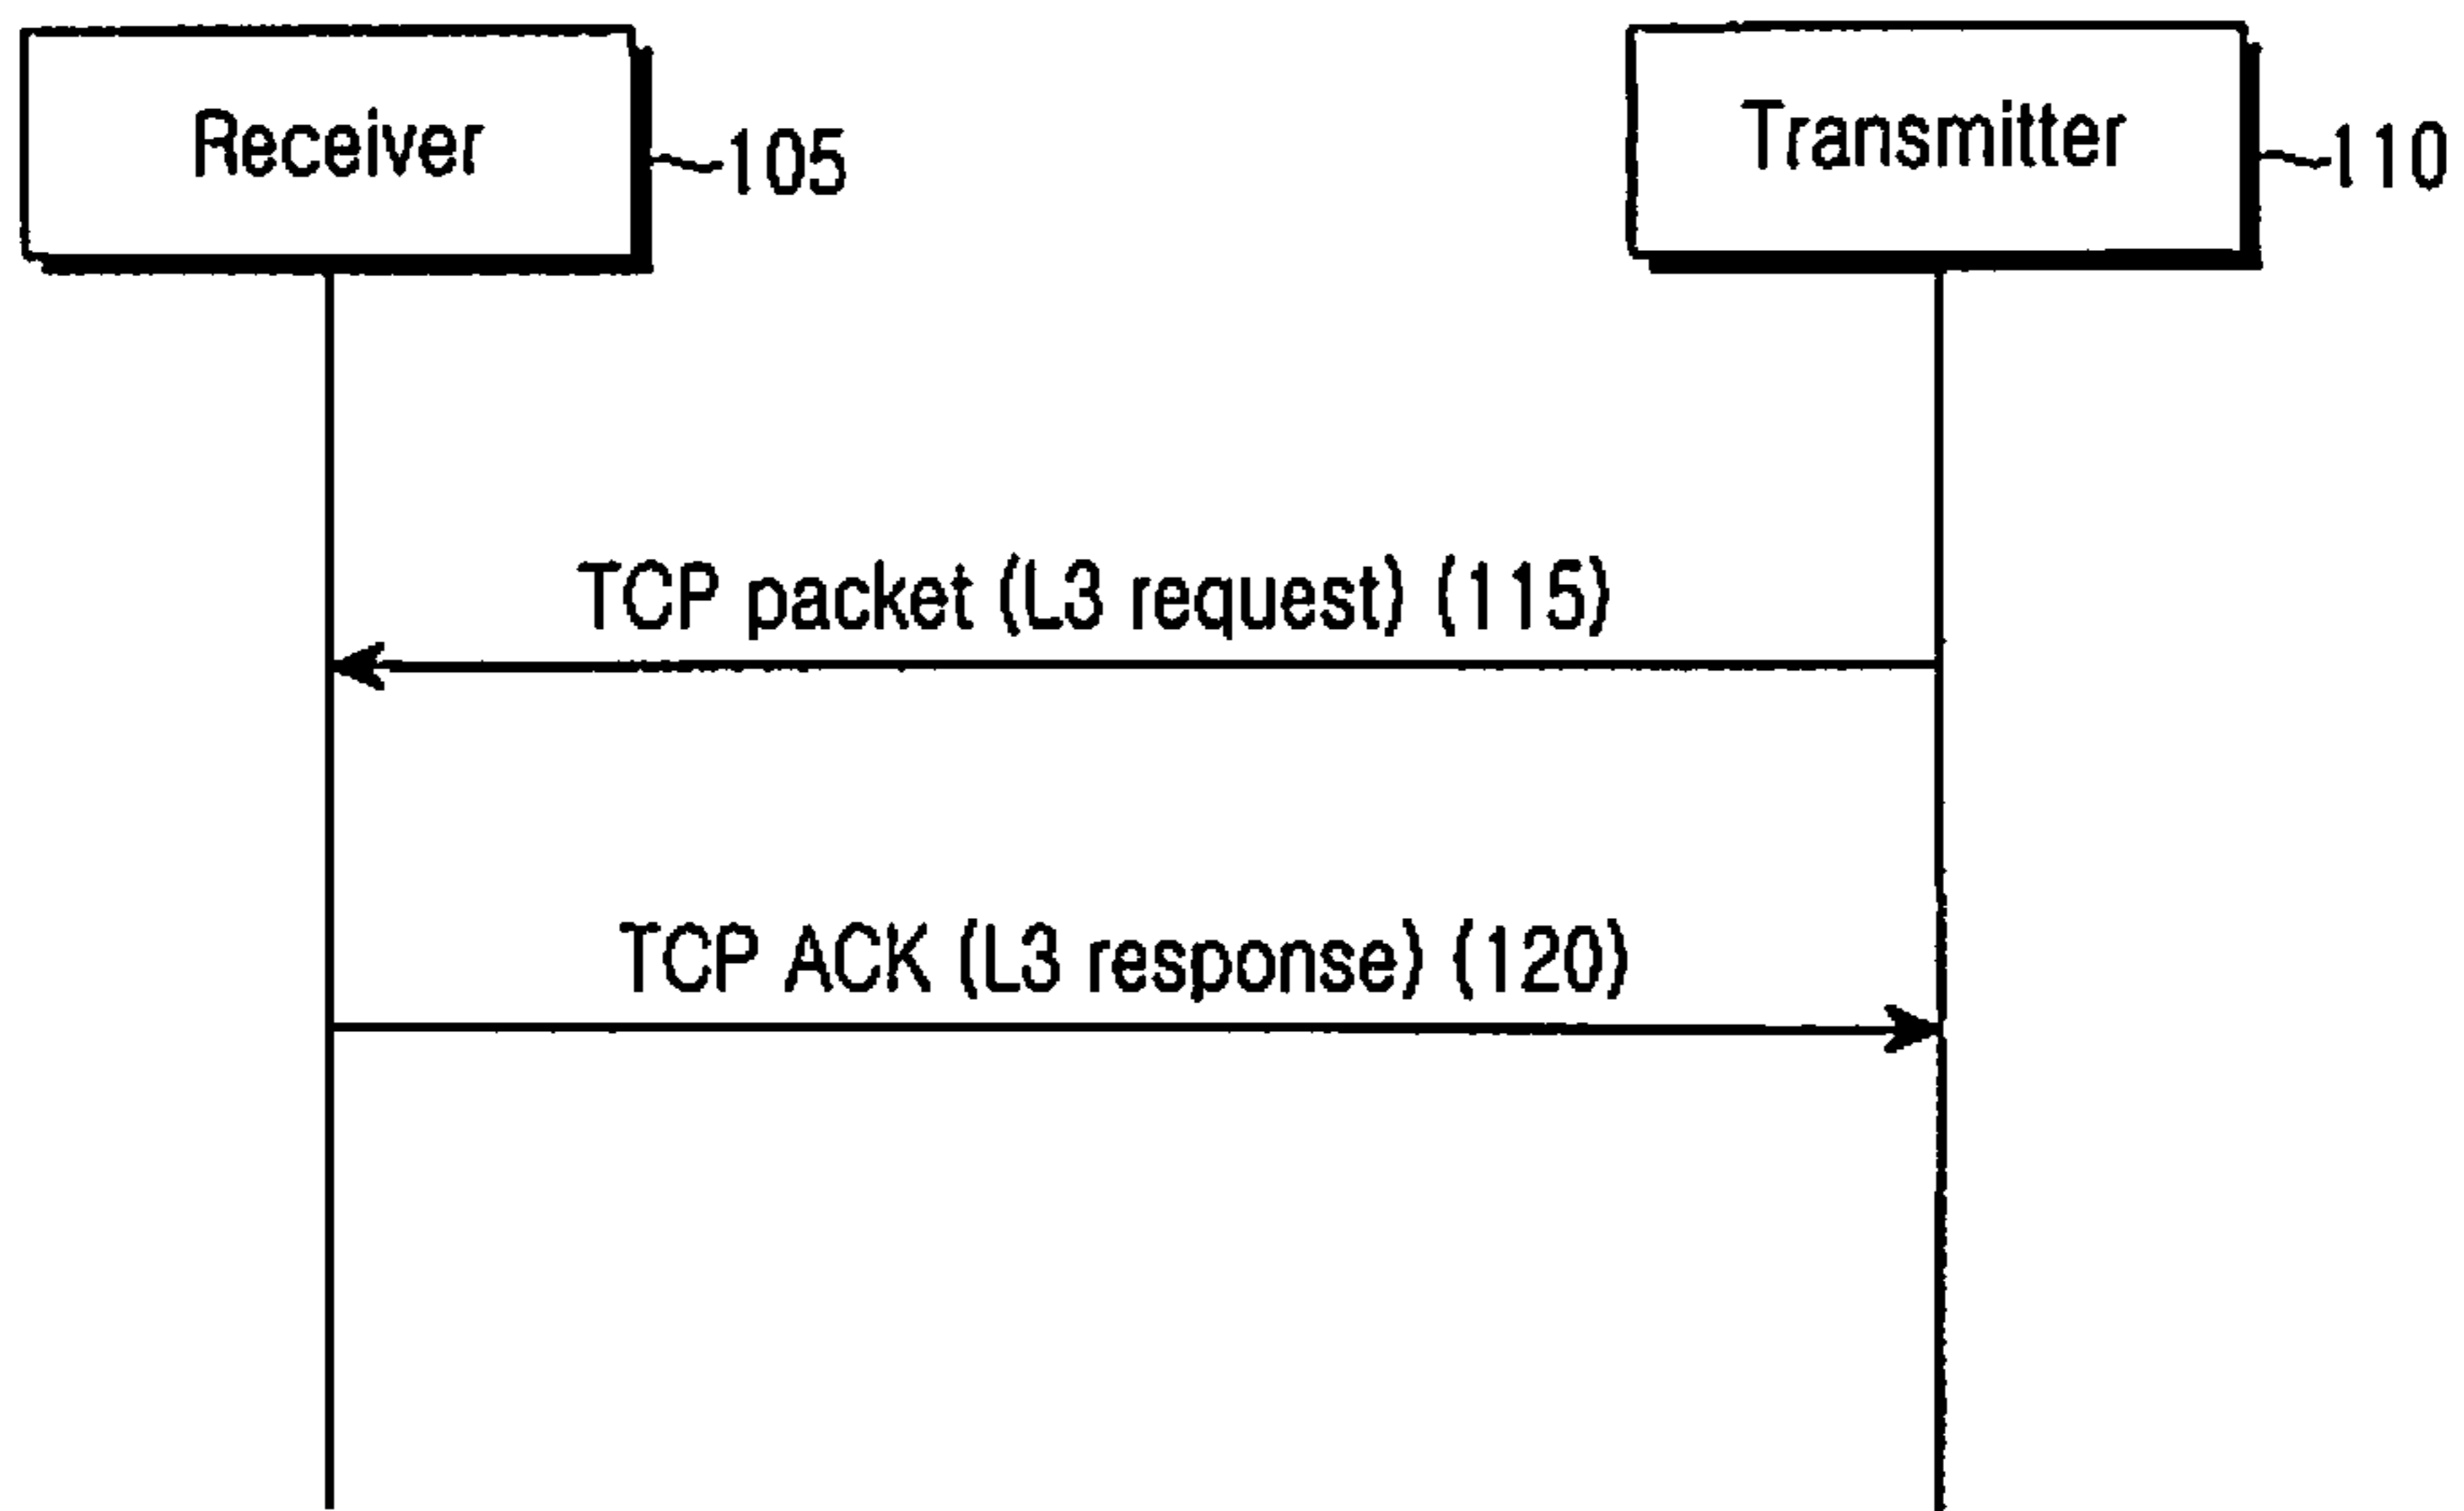 Receiver
105
Transmitter
110
TCP packet (L3 request) (115)
TCP ACK (L3 response) (120)